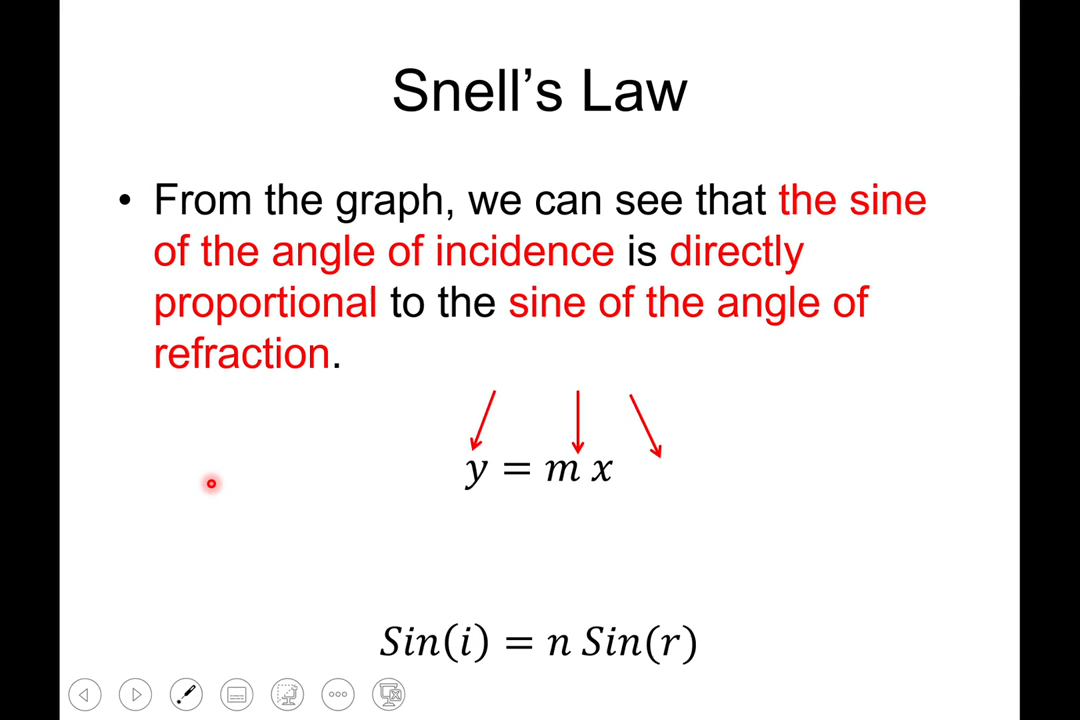 Snell’s Law
• From the graph, we can see that the sine
of the angle of incidence is directly
proportional to the sine of the angle of
refraction.
y = m x
Sin(i) = n Sin(r)